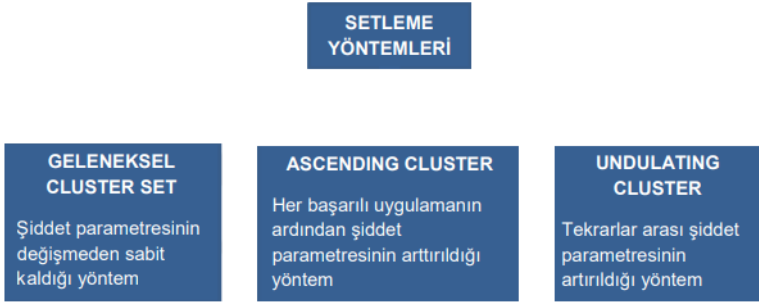 SETLEME
YÖNTEMLERİ
GELENEKSEL
CLUSTER SET
Şiddet parametresinin
değişmeden sabit
kaldığı yöntem
ASCENDING CLUSTER
Her başarılı uygulamanın
ardından şiddet
parametresinin arttırıldığı
yöntem
UNDULATING
CLUSTER
Tekrarlar arası şiddet
parametresinin
artırıldığı yöntem